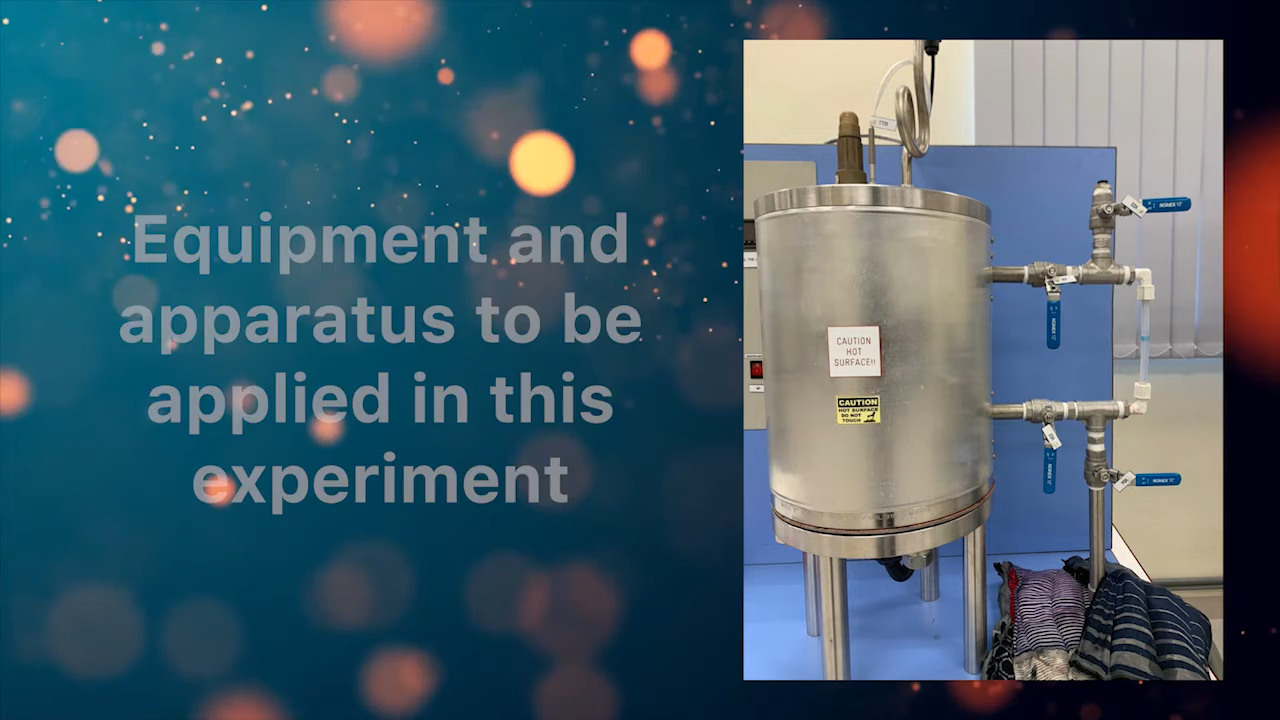 Equipment and
apparatus to be
applied in this
experiment
CAUTION
HOT
SURFACE!!
CAUTION
HOT SURFACE
DO NOT
TOUCH